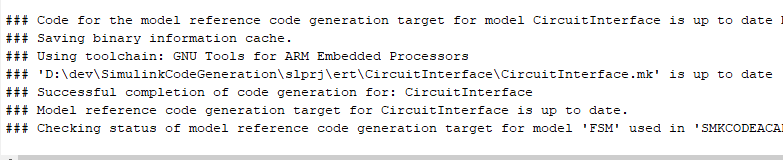 ### Code for the model reference code generation target for model CircuitInterface is up to date
### Saving binary information cache.
### Using toolchain: GNU Tools for ARM Embedded Processors
### 'D:\dev\SimulinkCodeGeneration\slprj\ert\CircuitInterface\CircuitInterface.mk' is up to date
### Successful completion of code generation for: CircuitInterface
### Model reference code generation target for CircuitInterface is up to date.
### Checking status of model reference code generation target for model 'FSM' used in 'SMKCODEACA